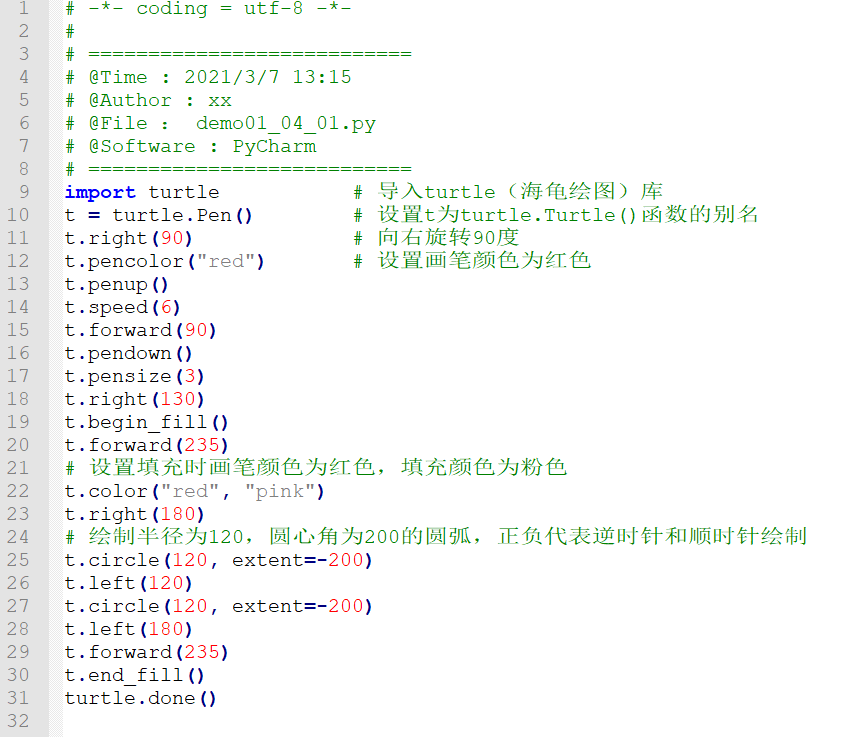 1 # -*- coding = utf-8 -*-
2 #
3 # ===========================
4 # @Time : 2021/3/7 13:15
5 # @Author : xx
6 # @File :  demo01_04_01.py
7 # @Software : PyCharm
8 # ===========================
9 import turtle           # 导入turtle（海龟绘图）库
10 t = turtle.Pen()        # 设置t为turtle.Turtle()函数的别名
11 t.right(90)             # 向右旋转90度
12 t.pencolor("red")       # 设置画笔颜色为红色
13 t.penup()
14 t.speed(6)
15 t.forward(90)
16 t.pendown()
17 t.pensize(3)
18 t.right(130)
19 t.begin_fill()
20 t.forward(235)
21 # 设置填充时画笔颜色为红色，填充颜色为粉色
22 t.color("red", "pink")
23 t.right(180)
24 # 绘制半径为120，圆心角为200的圆弧，正负代表逆时针和顺时针绘制
25 t.circle(120, extent=-200)
26 t.left(120)
27 t.circle(120, extent=-200)
28 t.left(180)
29 t.forward(235)
30 t.end_fill()
31 turtle.done()
32